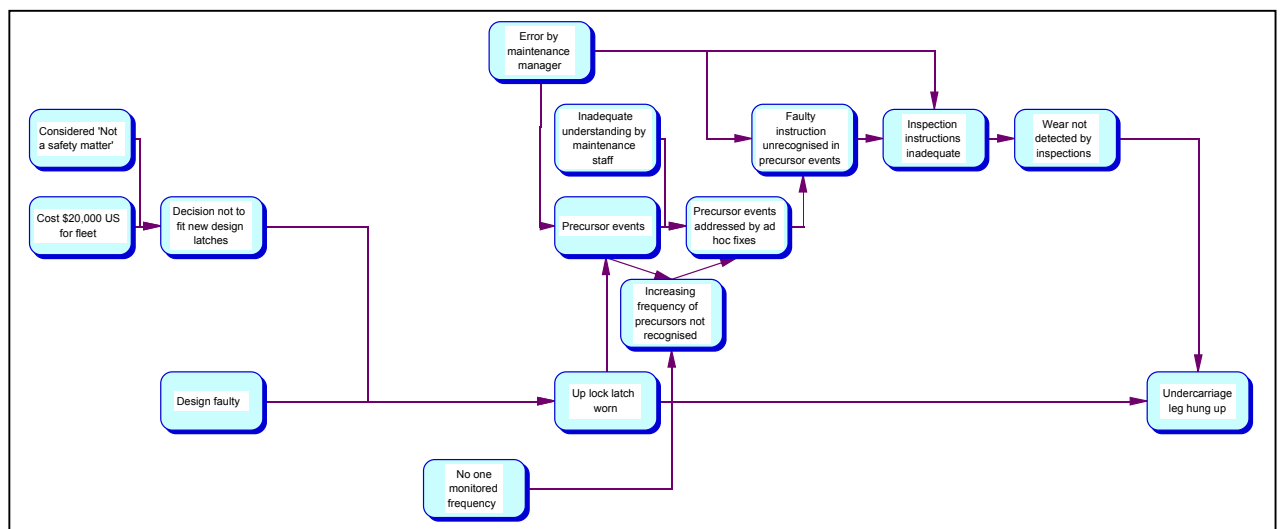 Error by
maintenance
manager
Considered 'Not
a safety matter'
Inadequate
understanding by
maintenance
staff
Faulty
instruction
unrecognised in
precursor events
Inspection
instructions
inadequate
Wear not
detected by
inspections
Cost $20,000 US
for fleet
Decision not to
fit new design
latches
Precursor events
Precursor events
addressed by ad
hoc fixes
Increasing
frequency of
precursors not
recognised
Design faulty
Up lock latch
worn
Undercarriage
leg hung up
No one
monitored
frequency